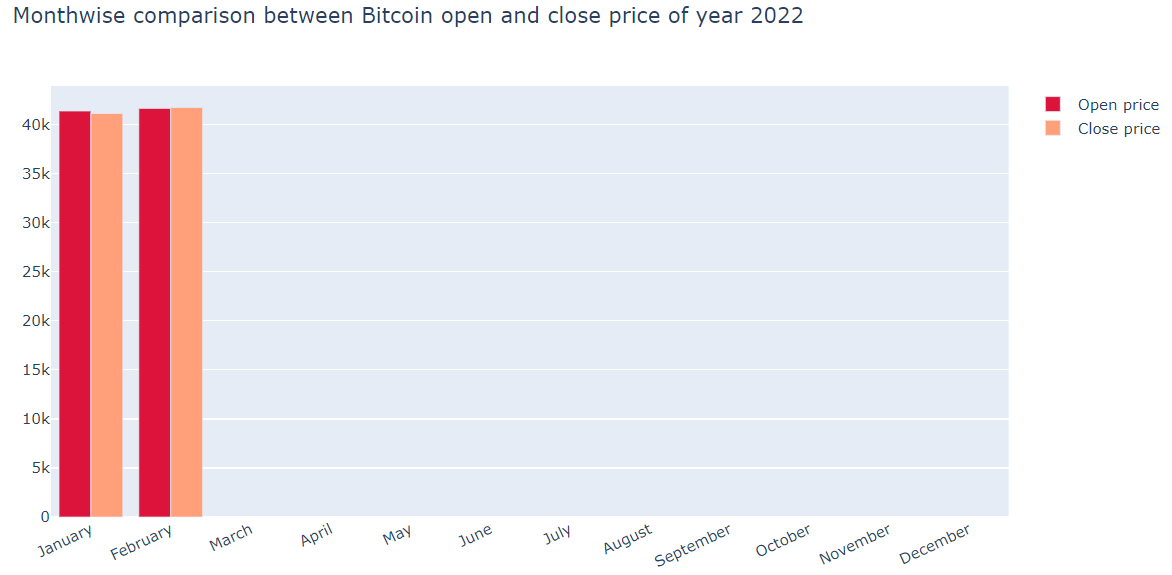 Monthwise comparison between Bitcoin open and close price of year 2022
Open price
Close price
40k
35k
30k
25k
20k
15k
10k
5k
0
January
February
March
April
May
June
July
August
September
October
November
December